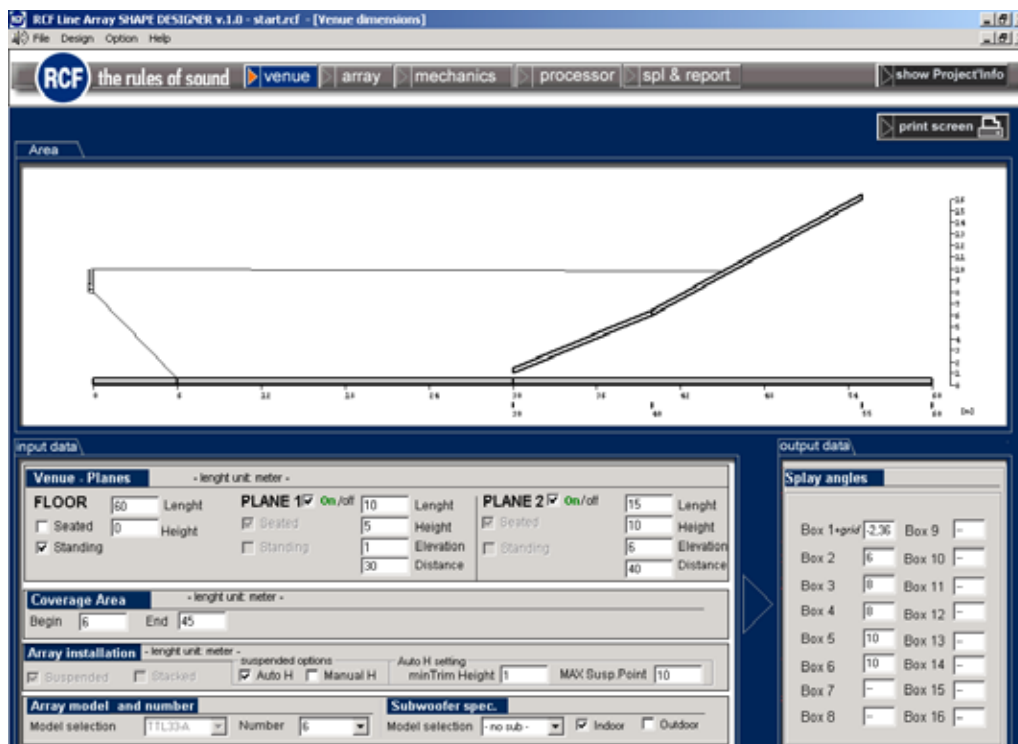 RCF Line Array SHAPE DESIGNER v.1.0 - start.rcf - [Venue dimensions]
File Design Option Help
RCF the rules of sound venue array mechanics processor spl & report show Project'Info
print screen
Area
input data
output data
Venue - Planes - lenght unit: meter -
FLOOR 60 Lenght PLANE 1 On/off 10 Lenght PLANE 2 On/off 15 Lenght
Seated 0 Height Seated 5 Height Seated 10 Height
Standing Standing 1 Elevation Standing 6 Elevation
30 Distance 40 Distance
Coverage Area - lenght unit: meter -
Begin 6 End 45
Array installation - lenght unit: meter -
suspended options Auto H setting
Suspended Stacked Auto H Manual H minTrim Height 1 MAX Susp.Point 10
Array model and number Subwoofer spec.
Model selection TTL33-A Number 6 Model selection - no sub - Indoor Outdoor
Splay angles
Box 1+grid -2,36 Box 9 --
Box 2 6 Box 10 --
Box 3 8 Box 11 --
Box 4 8 Box 12 --
Box 5 10 Box 13 --
Box 6 10 Box 14 --
Box 7 -- Box 15 --
Box 8 -- Box 16 --